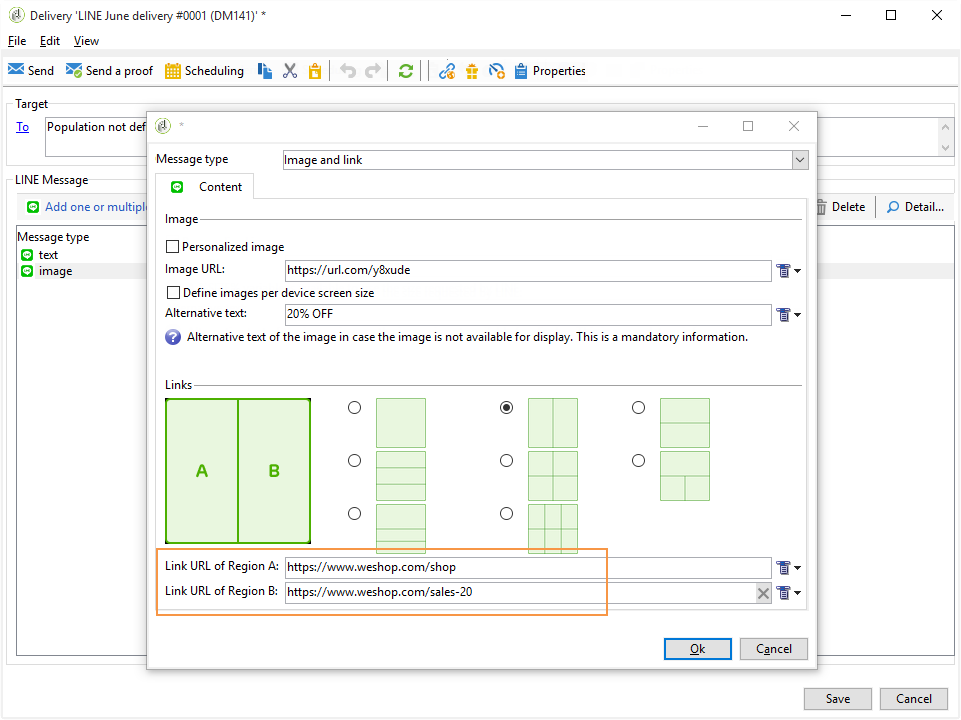 Delivery 'LINE June delivery #0001 (DM141)' *
File Edit View
Send Send a proof Scheduling Properties
Target
To Population not def
*
Message type Image and link
LINE Message
Content
Add one or multiple Delete Detail...
Image
Message type
Personalized image
text
Image URL: https://url.com/y8xude
image
Define images per device screen size
Alternative text: 20% OFF
? Alternative text of the image in case the image is not available for display. This is a mandatory information.
Links
A B
Link URL of Region A: https://www.weshop.com/shop
Link URL of Region B: https://www.weshop.com/sales-20
Ok Cancel
Save Cancel